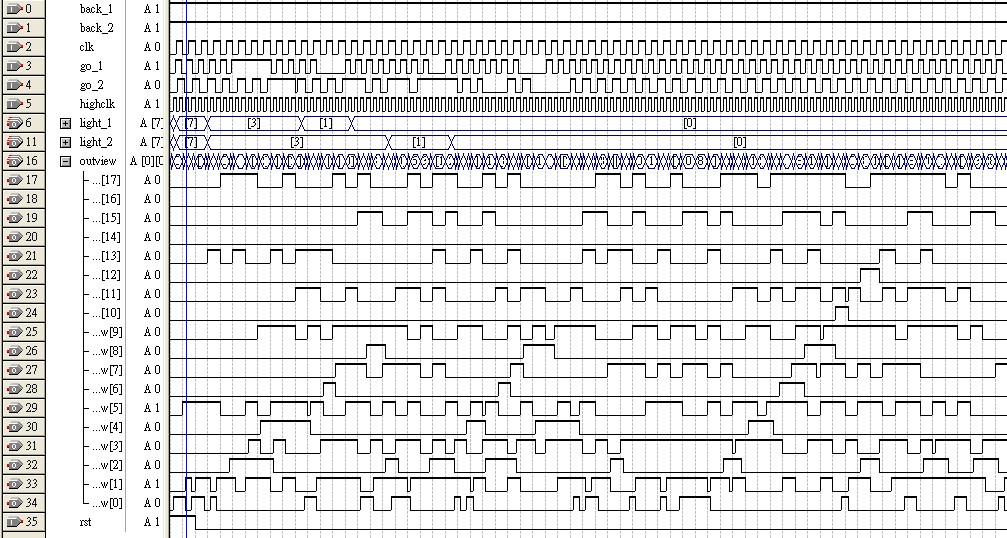 0 back_1 A 1
1 back_2 A 1
2 clk A 0
3 go_1 A 1
4 go_2 A 0
5 highclk A 1
6 light_1 A [7] [7] [3] [1] [0]
11 light_2 A [7] [7] [3] [1] [0]
16 outview A [0][0
17 ...[17] A 0
18 ...[16] A 0
19 ...[15] A 0
20 ...[14] A 0
21 ...[13] A 0
22 ...[12] A 0
23 ...[11] A 0
24 ...[10] A 0
25 ...w[9] A 0
26 ...w[8] A 0
27 ...w[7] A 0
28 ...w[6] A 0
29 ...w[5] A 1
30 ...w[4] A 0
31 ...w[3] A 0
32 ...w[2] A 0
33 ...w[1] A 1
34 ...w[0] A 0
35 rst A 1